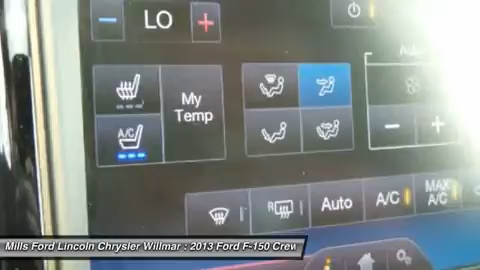 LO
My
Temp
A/C
R
Auto
A/C
MAX
A/C
Mills Ford Lincoln Chrysler Willmar : 2013 Ford F-150 Crew